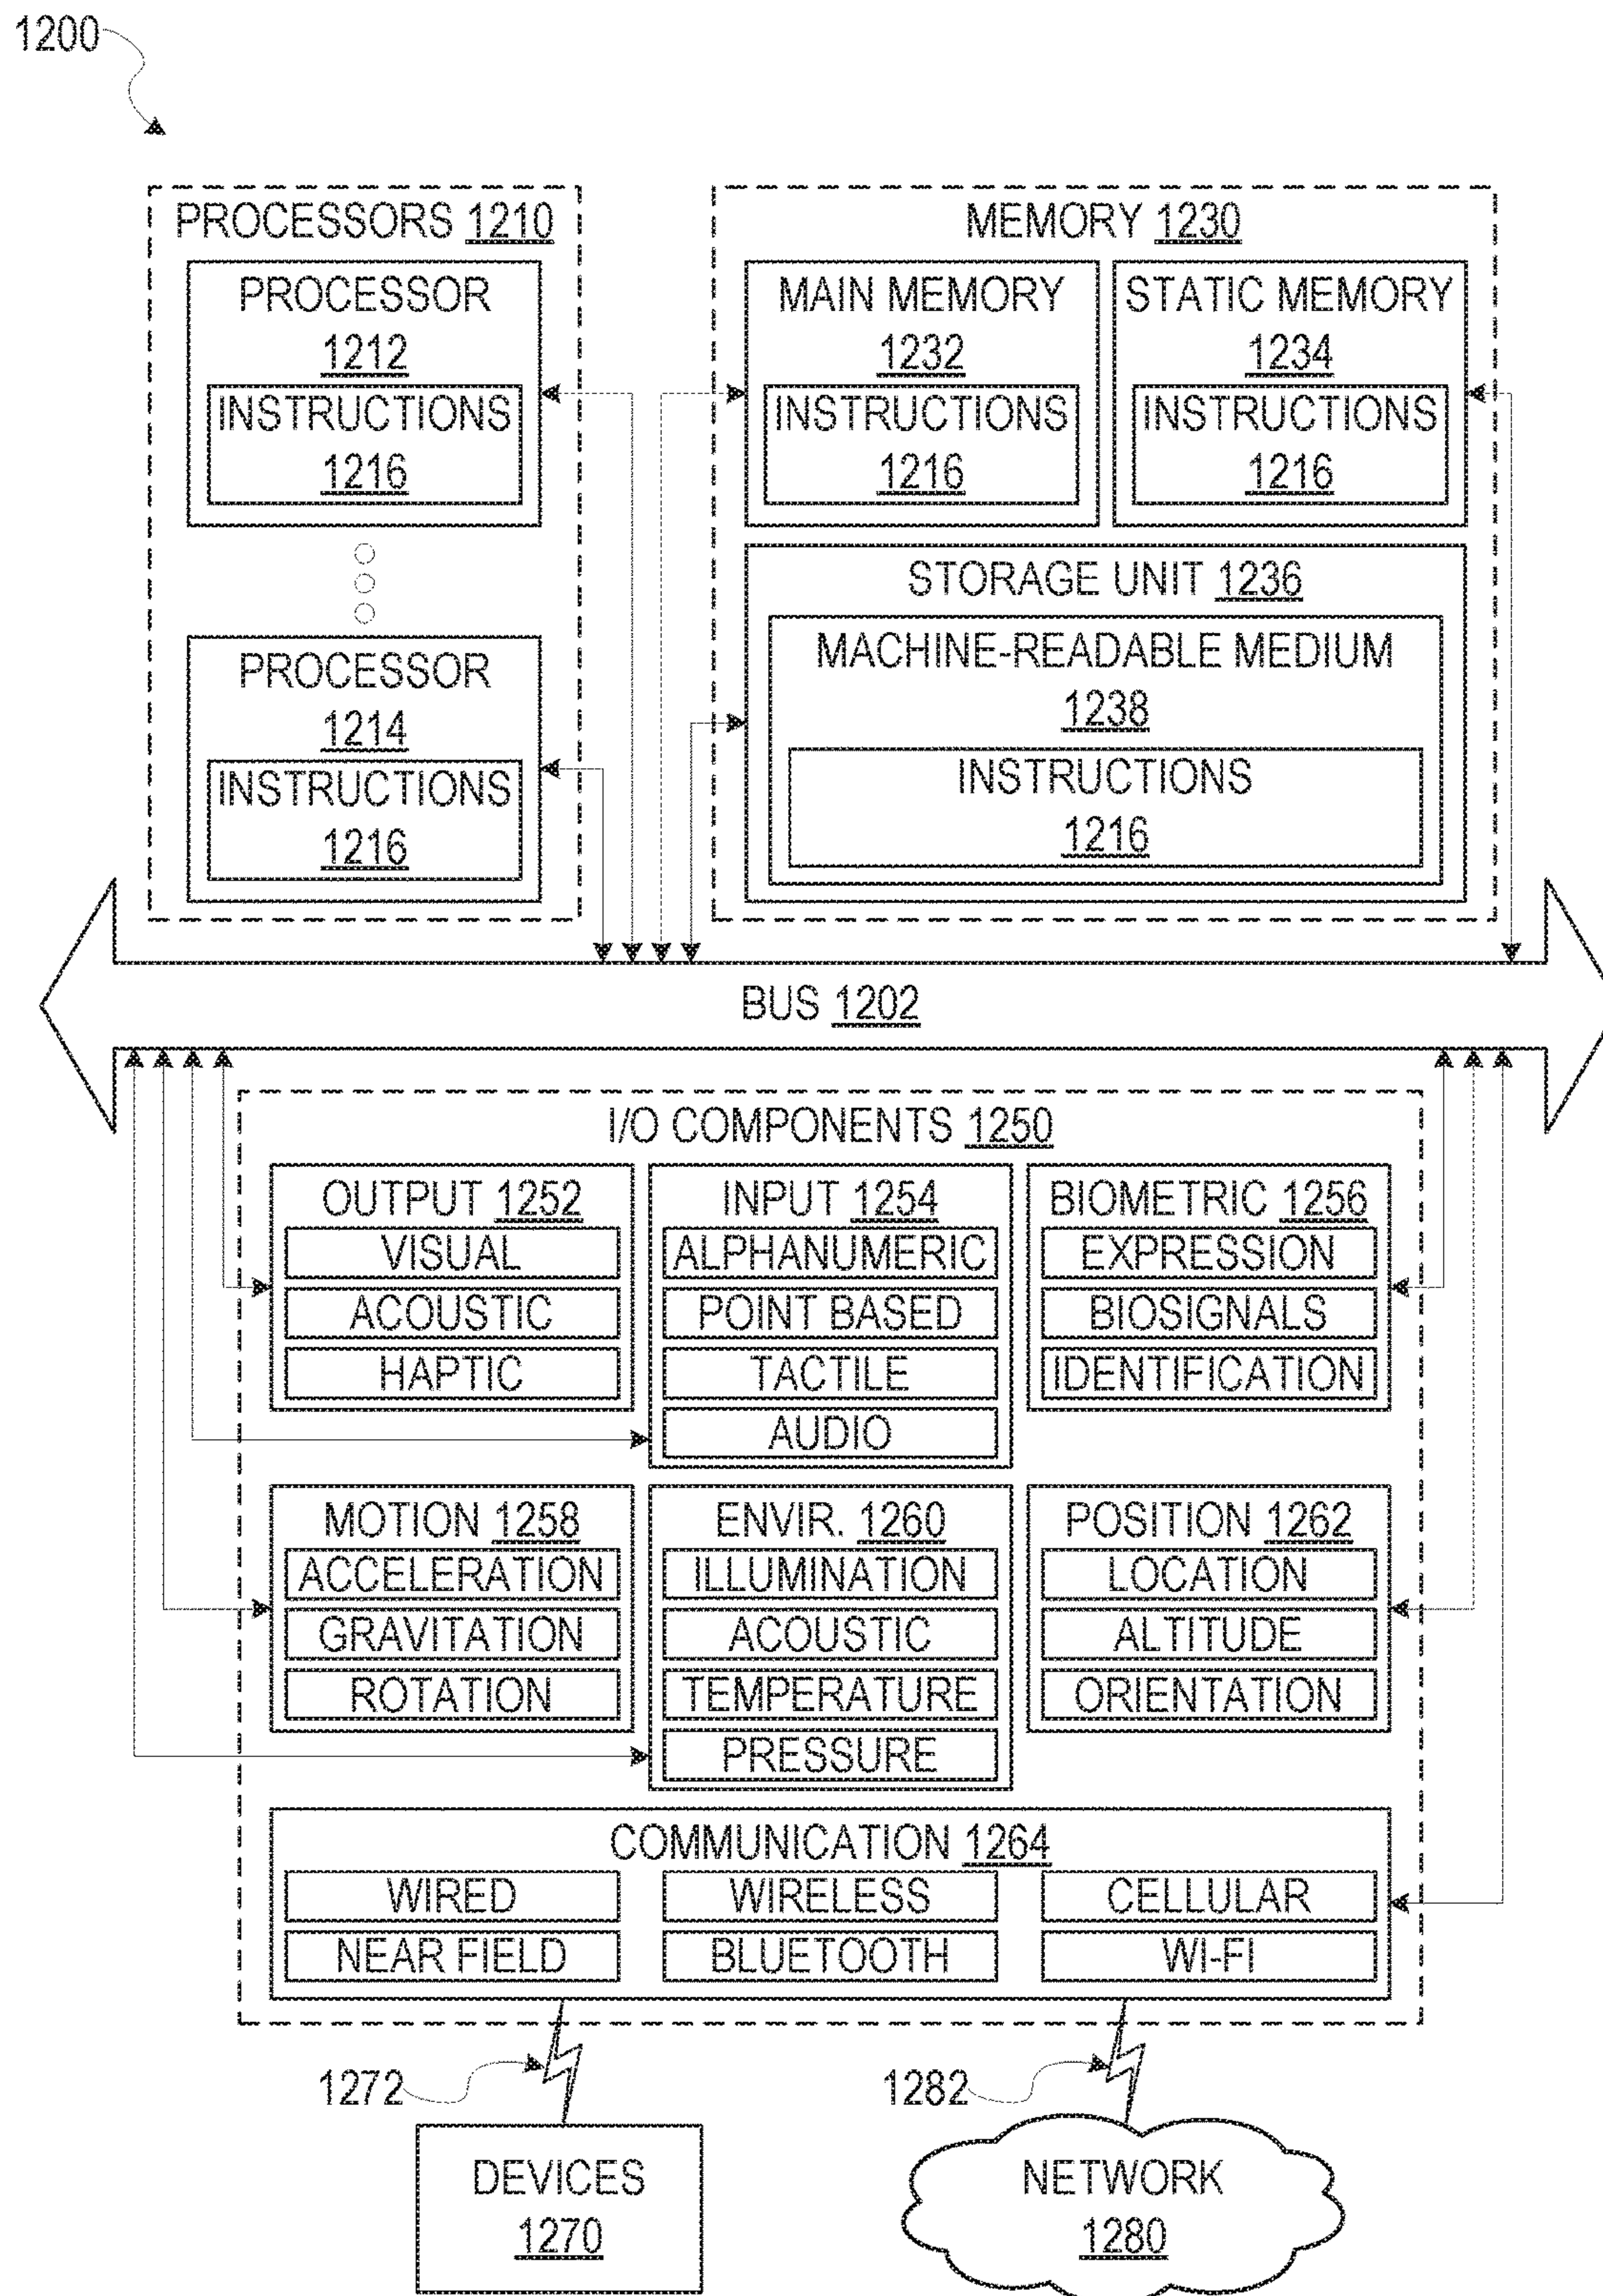 1200
PROCESSORS 1210
PROCESSOR
1212
INSTRUCTIONS
1216
PROCESSOR
1214
INSTRUCTIONS
1216
MEMORY 1230
MAIN MEMORY
1232
INSTRUCTIONS
1216
STATIC MEMORY
1234
INSTRUCTIONS
1216
STORAGE UNIT 1236
MACHINE-READABLE MEDIUM
1238
INSTRUCTIONS
1216
BUS 1202
I/O COMPONENTS 1250
OUTPUT 1252
VISUAL
ACOUSTIC
HAPTIC
INPUT 1254
ALPHANUMERIC
POINT BASED
TACTILE
AUDIO
BIOMETRIC 1256
EXPRESSION
BIOSIGNALS
IDENTIFICATION
MOTION 1258
ACCELERATION
GRAVITATION
ROTATION
ENVIR. 1260
ILLUMINATION
ACOUSTIC
TEMPERATURE
PRESSURE
POSITION 1262
LOCATION
ALTITUDE
ORIENTATION
COMMUNICATION 1264
WIRED
WIRELESS
CELLULAR
NEAR FIELD
BLUETOOTH
WI-FI
1272
1282
DEVICES
1270
NETWORK
1280